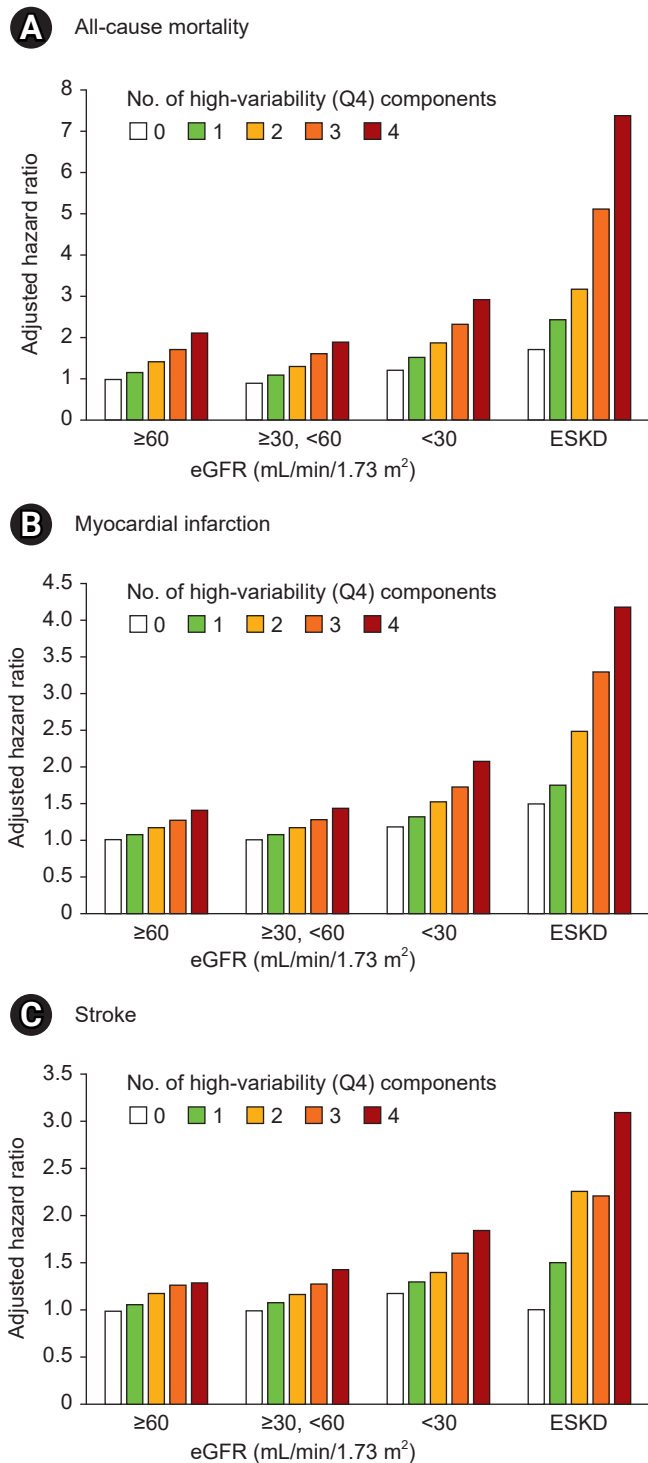 A All-cause mortality
8
7
6
5
4
3
2
1
0
Adjusted hazard ratio
No. of high-variability (Q4) components
0 1 2 3 4
≥60 ≥30, <60 <30 ESKD
eGFR (mL/min/1.73 m²)
B Myocardial infarction
4.5
4.0
3.5
3.0
2.5
2.0
1.5
1.0
0.5
0
Adjusted hazard ratio
No. of high-variability (Q4) components
0 1 2 3 4
≥60 ≥30, <60 <30 ESKD
eGFR (mL/min/1.73 m²)
C Stroke
3.5
3.0
2.5
2.0
1.5
1.0
0.5
0
Adjusted hazard ratio
No. of high-variability (Q4) components
0 1 2 3 4
≥60 ≥30, <60 <30 ESKD
eGFR (mL/min/1.73 m²)